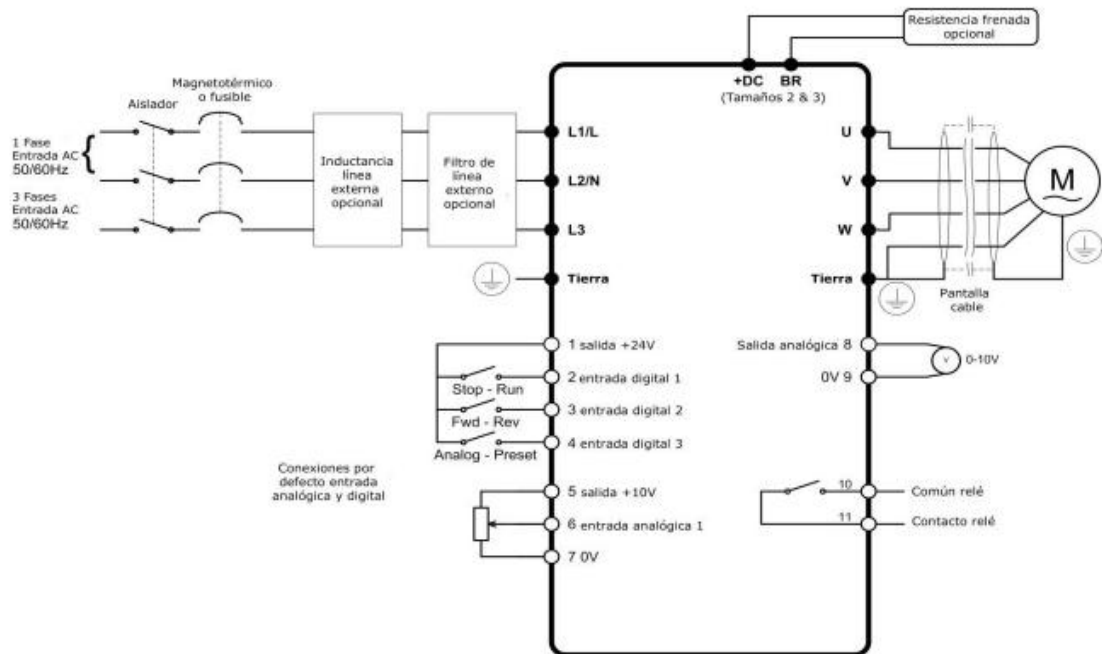 Resistencia frenada
opcional
+DC BR
(Tamaños 2 & 3)
Magnetotérmico
o fusible
Aislador
1 Fase
Entrada AC
50/60Hz
3 Fases
Entrada AC
50/60Hz
Inductancia
línea
externa
opcional
Filtro de
línea
externo
opcional
L1/L
L2/N
L3
Tierra
U
V
W
Tierra
M
Pantalla
cable
1 salida +24V
2 entrada digital 1
Stop - Run
3 entrada digital 2
Fwd - Rev
4 entrada digital 3
Analog - Preset
Conexiones por
defecto entrada
analógica y digital
5 salida +10V
6 entrada analógica 1
7 0V
Salida analógica 8
0V 9
V
0-10V
10
Común relé
11
Contacto relé